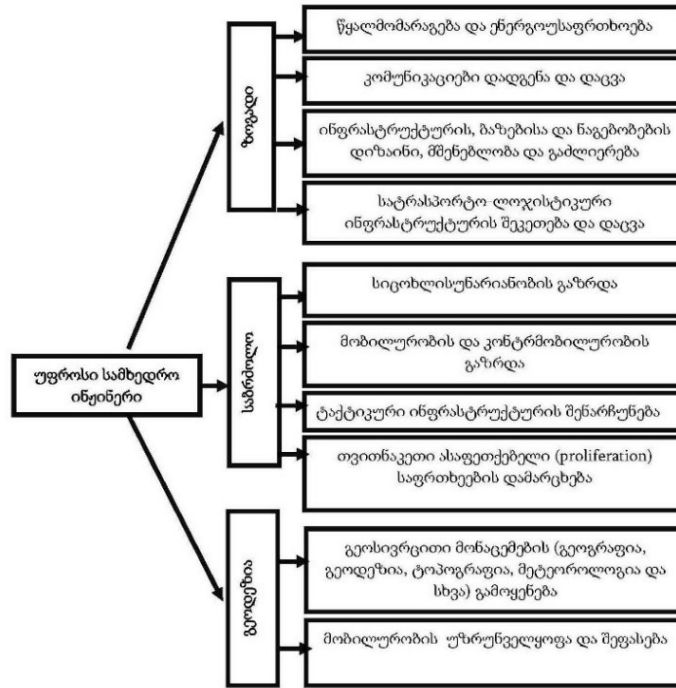 უფროსი სამხედრო
ინჟინერი
ზოგადი
წყალმომარაგება და ენერგოუსაფრთხოება
კომუნიკაციები დადგენა და დაცვა
ინფრასტრუქტურის, ბაზებისა და ნაგებობების
დიზაინი, მშენებლობა და გაძლიერება
სატრასპორტო-ლოჯისტიკური
ინფრასტრუქტურის შეკეთება და დაცვა
საბრძოლო
სიცოხლისუნარიანობის გაზრდა
მობილურობის და კონტრმობილურობის
გაზრდა
ტაქტიკური ინფრასტრუქტურის შენარჩუნება
თვითნაკეთი ასაფეთქებელი (proliferation)
საფრთხეების დამარცხება
გეოდეზია
გეოსივრცითი მონაცემების (გეოგრაფია,
გეოდეზია, ტოპოგრაფია, მეტეოროლოგია და
სხვა) გამოყენება
მობილურობის უზრუნველყოფა და შეფასება